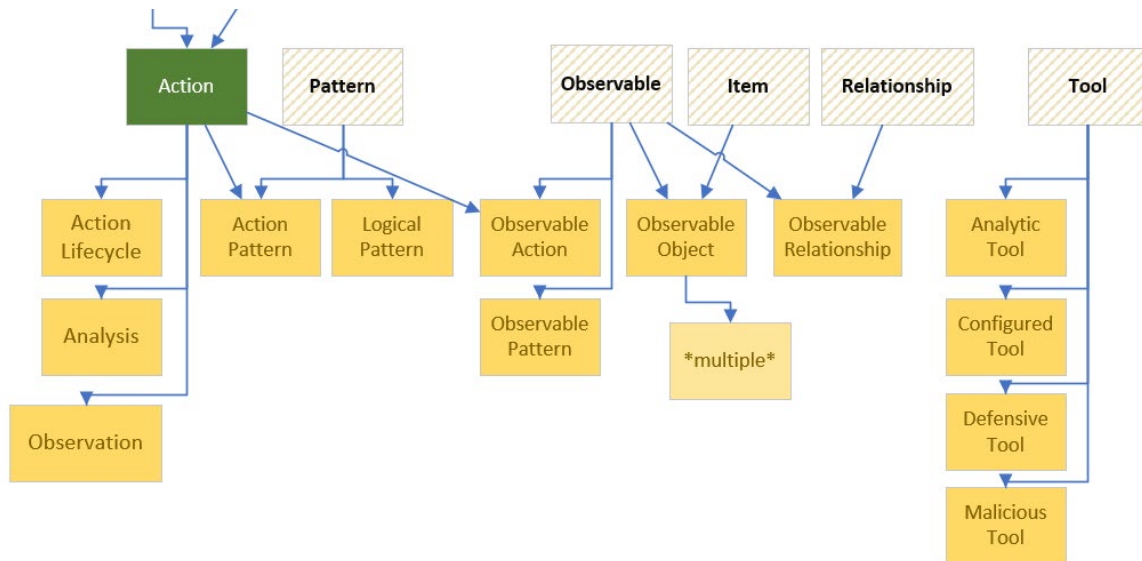 Action
Pattern
Observable
Item
Relationship
Tool
Action
Lifecycle
Action
Pattern
Logical
Pattern
Observable
Action
Observable
Object
Observable
Relationship
Analytic
Tool
Analysis
Observable
Pattern
*multiple*
Configured
Tool
Observation
Defensive
Tool
Malicious
Tool